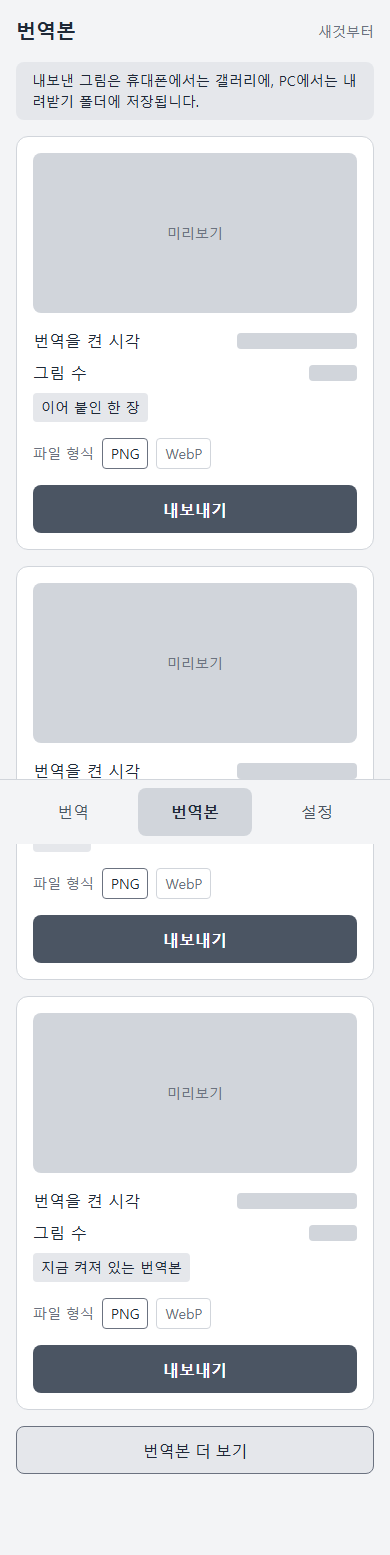 번역본
새것부터
내보낸 그림은 휴대폰에서는 갤러리에, PC에서는 내
려받기 폴더에 저장됩니다.
미리보기
번역을 켠 시각
그림 수
이어 붙인 한 장
파일 형식 PNG WebP
내보내기
미리보기
번역을 켠 시각
번역 번역본 설정
파일 형식 PNG WebP
내보내기
미리보기
번역을 켠 시각
그림 수
지금 켜져 있는 번역본
파일 형식 PNG WebP
내보내기
번역본 더 보기